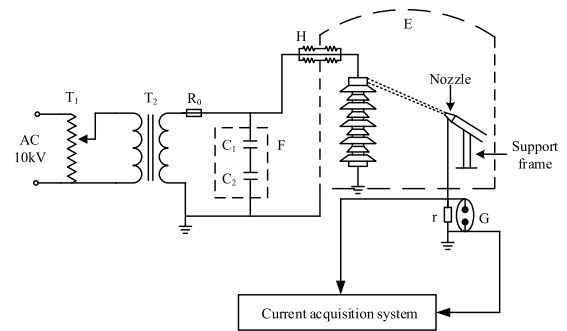 H
E
T₁
T₂
R₀
Nozzle
AC
10kV
C₁
F
C₂
Support
frame
r
G
Current acquisition system